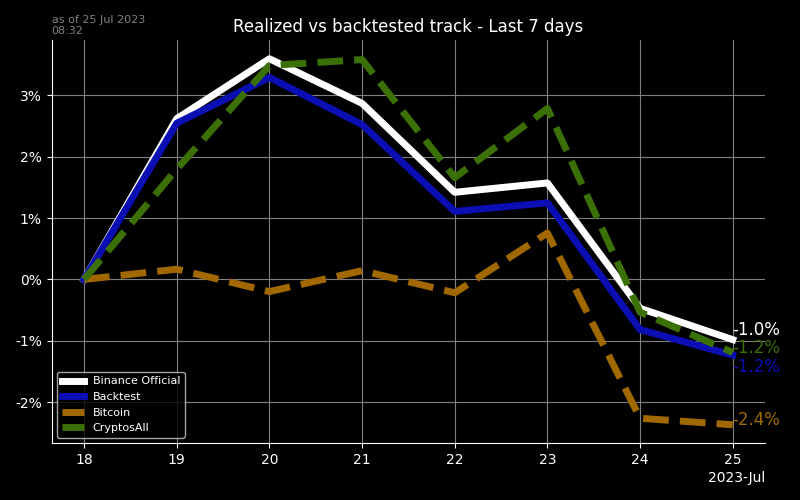 as of 25 Jul 2023
08:32
Realized vs backtested track - Last 7 days
3%
2%
1%
0%
-1%
-2%
-1.0%
-1.2%
-1.2%
-2.4%
Binance Official
Backtest
Bitcoin
CryptosAll
18 19 20 21 22 23 24 25
2023-Jul